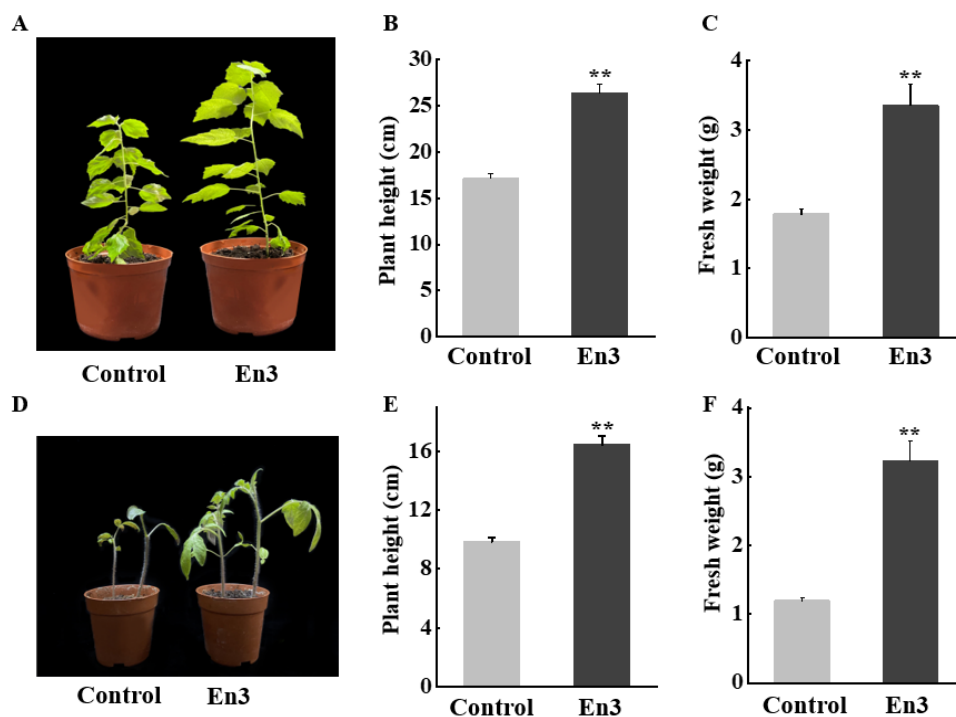 A
B
C
Plant height (cm)
30
25
20
15
10
5
0
**
Control
En3
Fresh weight (g)
4
3
2
1
0
**
Control
En3
Control
En3
D
E
F
Plant height (cm)
16
12
8
4
0
**
Control
En3
Fresh weight (g)
4
3
2
1
0
**
Control
En3
Control
En3